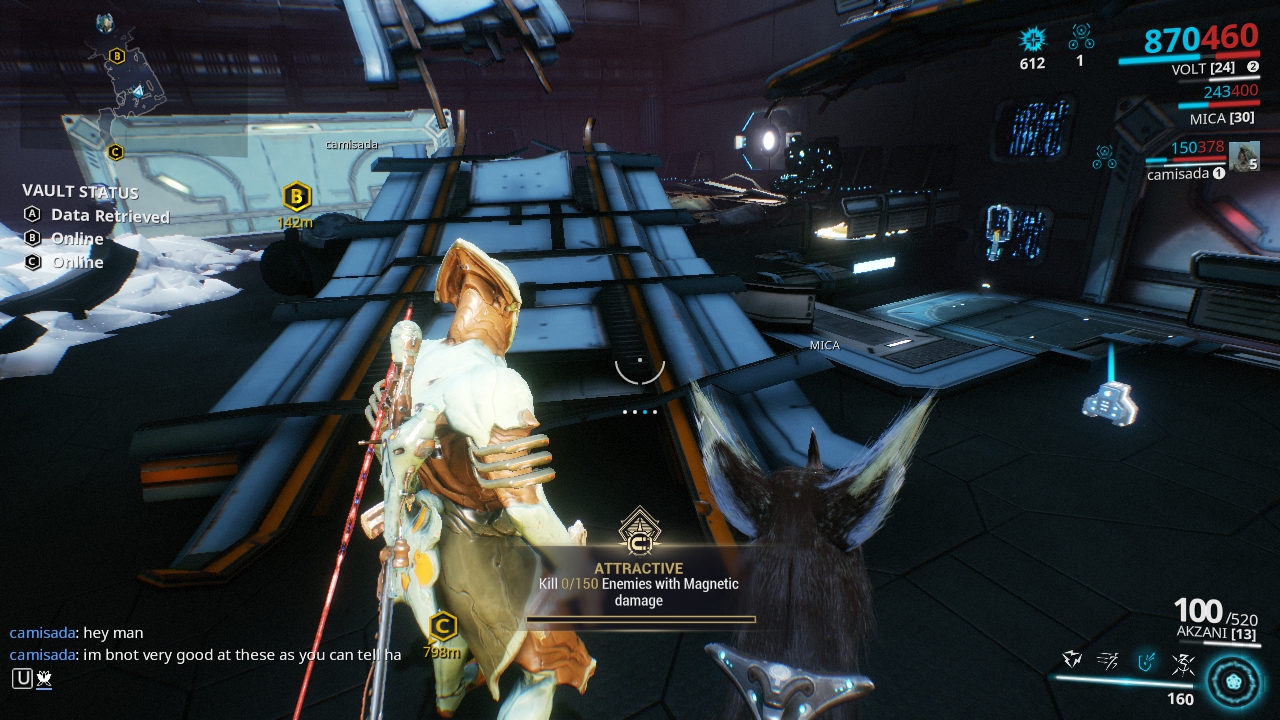 B
C
VAULT STATUS
A Data Retrieved
B Online
C Online
camisada
B
142m
612
1
870460
VOLT [24] 2
243400
MICA [30]
150378
5
camisada 1
MICA
ATTRACTIVE
Kill 0/150 Enemies with Magnetic
damage
C
798m
camisada: hey man
camisada: im bnot very good at these as you can tell ha
U
100/520
AKZANI [13]
160